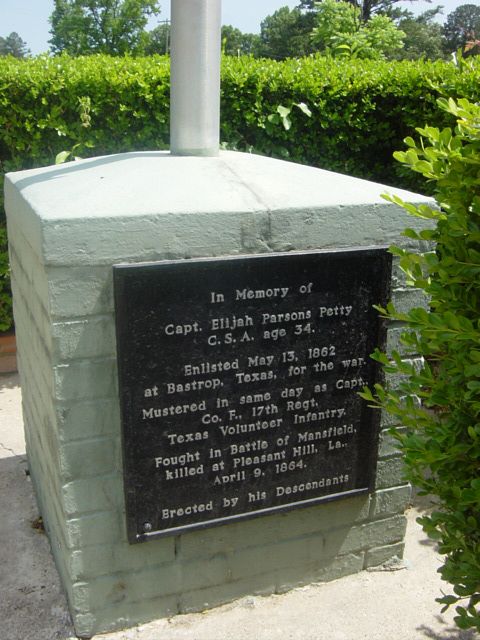 In Memory of
Capt. Elijah Parsons Petty
C.S.A. age 34.
Enlisted May 13, 1862
at Bastrop, Texas, for the war.
Mustered in same day as Capt.
Co. F., 17th Regt.
Texas Volunteer Infantry.
Fought in Battle of Mansfield,
killed at Pleasant Hill, La.,
April 9, 1864.
Erected by his Descendants